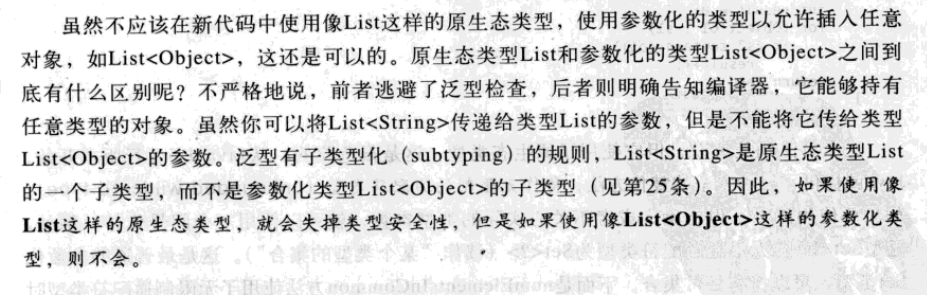 虽然不应该在新代码中使用像List这样的原生态类型，使用参数化的类型以允许插入任意
对象，如List<Object>，这还是可以的。原生态类型List和参数化的类型List<Object>之间到
底有什么区别呢？不严格地说，前者逃避了泛型检查，后者则明确告知编译器，它能够持有
任意类型的对象。虽然你可以将List<String>传递给类型List的参数，但是不能将它传给类型
List<Object>的参数。泛型有子类型化（subtyping）的规则，List<String>是原生态类型List
的一个子类型，而不是参数化类型List<Object>的子类型（见第25条）。因此，如果使用像
List这样的原生态类型，就会失掉类型安全性，但是如果使用像List<Object>这样的参数化类
型，则不会。